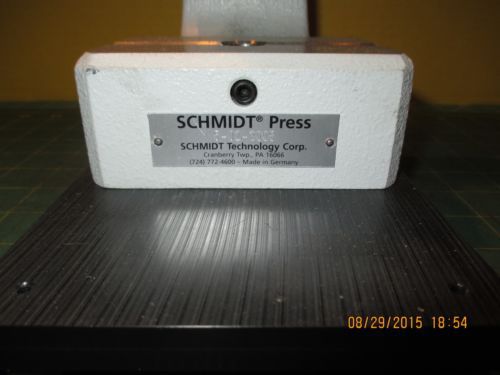 SCHMIDT® Press
SCHMIDT Technology Corp.
Cranberry Twp., PA 16066
(724) 772-4600 – Made in Germany
08/29/2015 18:54